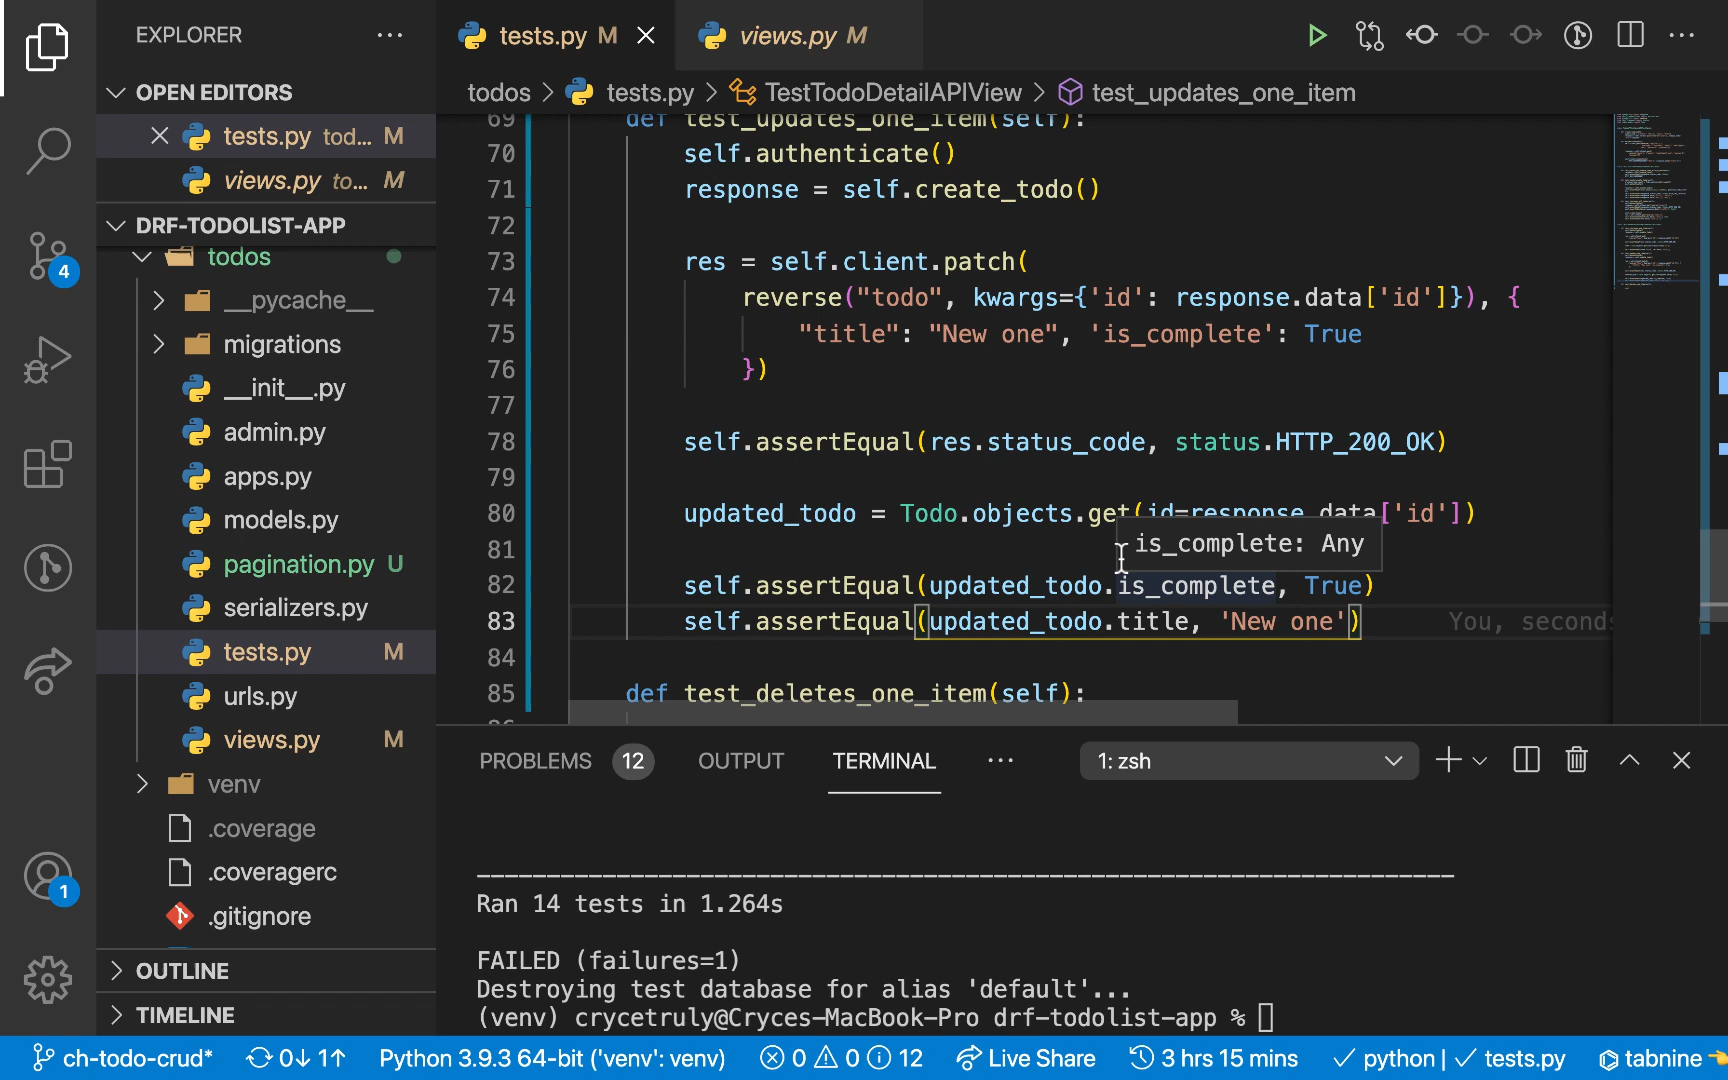 EXPLORER
OPEN EDITORS
tests.py tod... M
views.py to... M
DRF-TODOLIST-APP
todos
__pycache__
migrations
__init__.py
admin.py
apps.py
models.py
pagination.py U
serializers.py
tests.py M
urls.py
views.py M
venv
.coverage
.coveragerc
.gitignore
OUTLINE
TIMELINE
4
1
tests.py M
views.py M
todos > tests.py > TestTodoDetailAPIView > test_updates_one_item
69 def test_updates_one_item(self):
70 self.authenticate()
71 response = self.create_todo()
72
73 res = self.client.patch(
74 reverse("todo", kwargs={'id': response.data['id']}), {
75 "title": "New one", 'is_complete': True
76 })
77
78 self.assertEqual(res.status_code, status.HTTP_200_OK)
79
80 updated_todo = Todo.objects.get(id=response.data['id'])
81
is_complete: Any
82 self.assertEqual(updated_todo.is_complete, True)
83 self.assertEqual(updated_todo.title, 'New one') You, seconds
84
85 def test_deletes_one_item(self):
86
PROBLEMS 12 OUTPUT TERMINAL ... 1: zsh
Ran 14 tests in 1.264s
FAILED (failures=1)
Destroying test database for alias 'default'...
(venv) crycetruly@Cryces-MacBook-Pro drf-todolist-app %
ch-todo-crud* 0↓ 1↑ Python 3.9.3 64-bit ('venv': venv) 0 0 12 Live Share 3 hrs 15 mins ✓ python | ✓ tests.py tabnine